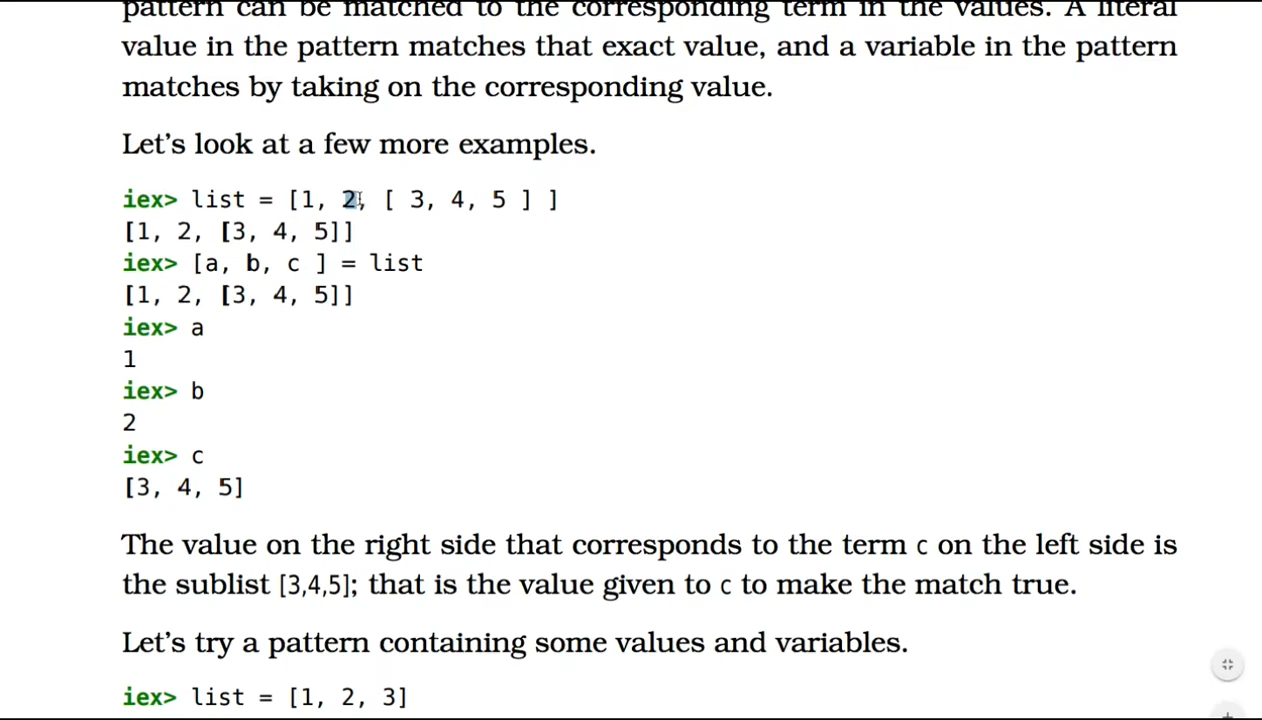 pattern can be matched to the corresponding term in the values. A literal
value in the pattern matches that exact value, and a variable in the pattern
matches by taking on the corresponding value.
Let's look at a few more examples.
iex> list = [1, 2, [ 3, 4, 5 ] ]
[1, 2, [3, 4, 5]]
iex> [a, b, c ] = list
[1, 2, [3, 4, 5]]
iex> a
1
iex> b
2
iex> c
[3, 4, 5]
The value on the right side that corresponds to the term c on the left side is
the sublist [3,4,5]; that is the value given to c to make the match true.
Let's try a pattern containing some values and variables.
iex> list = [1, 2, 3]